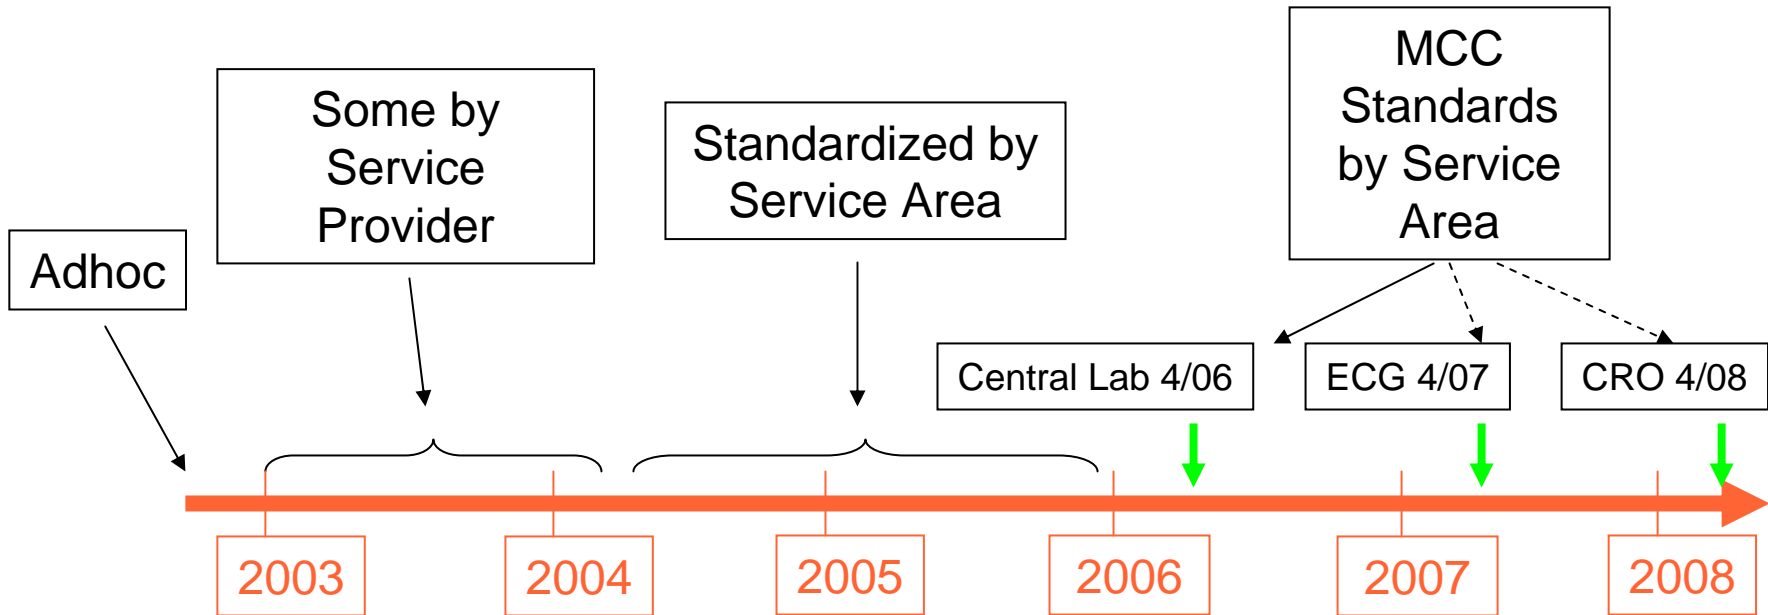 Adhoc
Some by
Service
Provider
Standardized by
Service Area
MCC
Standards
by Service
Area
Central Lab 4/06
ECG 4/07
CRO 4/08
2003
2004
2005
2006
2007
2008